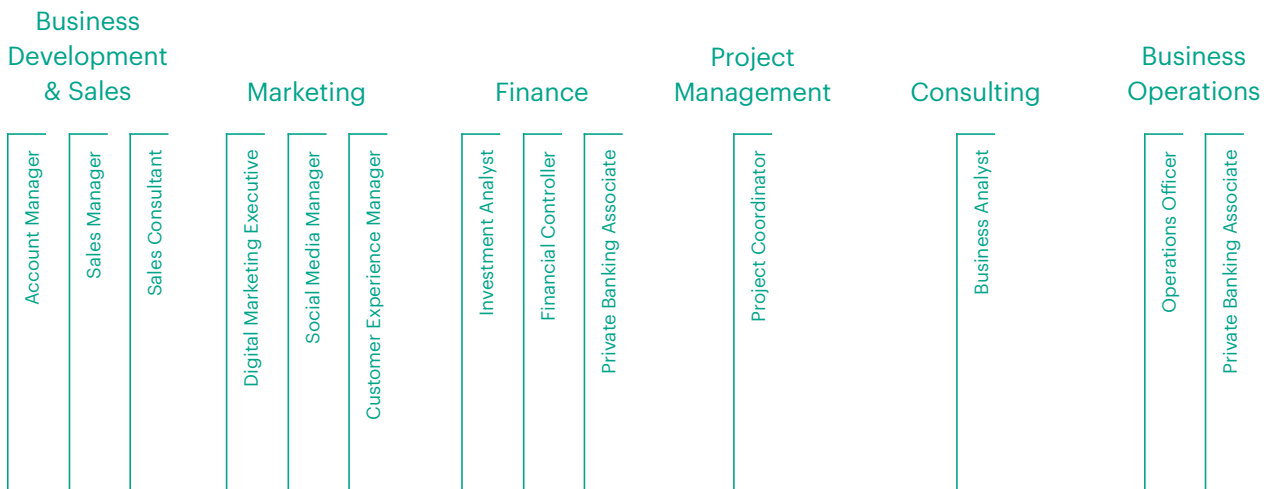 Business
Development
& Sales
Account Manager
Sales Manager
Sales Consultant
Marketing
Digital Marketing Executive
Social Media Manager
Customer Experience Manager
Finance
Investment Analyst
Financial Controller
Private Banking Associate
Project
Management
Project Coordinator
Consulting
Business Analyst
Business
Operations
Operations Officer
Private Banking Associate